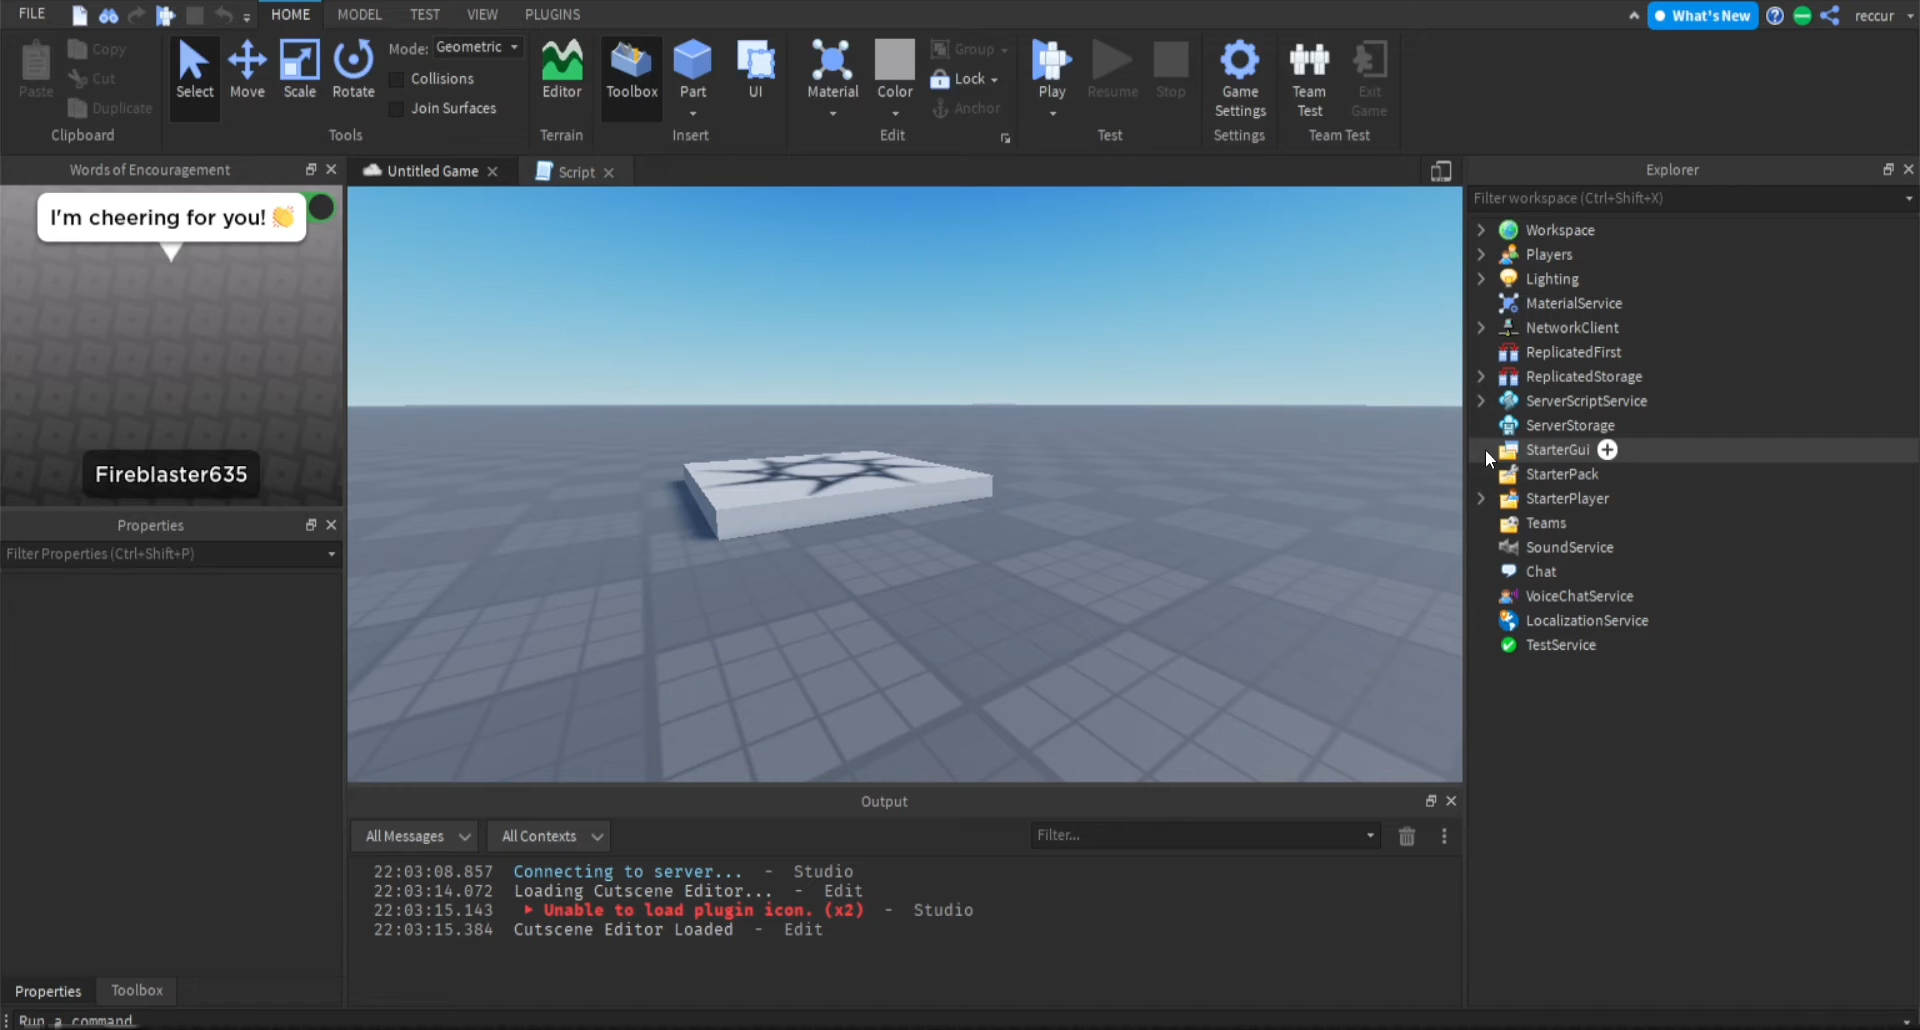 FILE HOME MODEL TEST VIEW PLUGINS What's New reccur
Paste Copy Cut Duplicate Clipboard
Select Move Scale Rotate Mode: Geometric Collisions Join Surfaces Tools
Editor Terrain
Toolbox Part UI Insert
Material Color Group Lock Anchor Edit
Play Resume Stop Test
Game Settings Settings
Team Test Exit Game Team Test
Words of Encouragement
I'm cheering for you! 👏
Fireblaster635
Properties
Filter Properties (Ctrl+Shift+P)
Properties Toolbox
Run a command
Untitled Game Script
Output
All Messages All Contexts Filter...
22:03:08.857 Connecting to server... - Studio
22:03:14.072 Loading Cutscene Editor... - Edit
22:03:15.143 Unable to load plugin icon. (x2) - Studio
22:03:15.384 Cutscene Editor Loaded - Edit
Explorer
Filter workspace (Ctrl+Shift+X)
Workspace
Players
Lighting
MaterialService
NetworkClient
ReplicatedFirst
ReplicatedStorage
ServerScriptService
ServerStorage
StarterGui
StarterPack
StarterPlayer
Teams
SoundService
Chat
VoiceChatService
LocalizationService
TestService